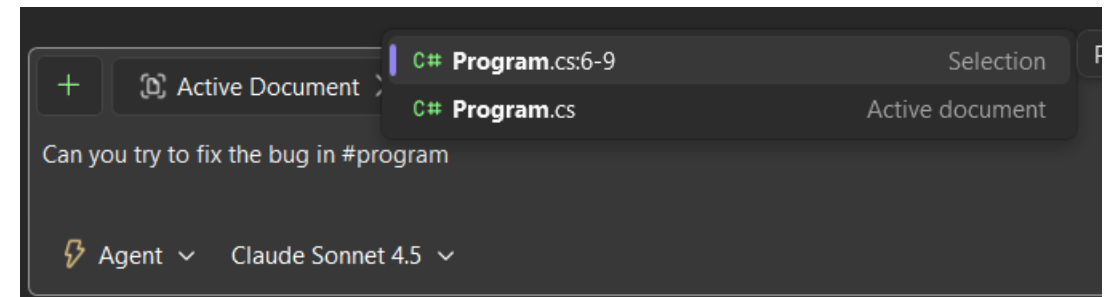 C# Program.cs:6-9 Selection
C# Program.cs Active document
+ Active Document
Can you try to fix the bug in #program
Agent Claude Sonnet 4.5